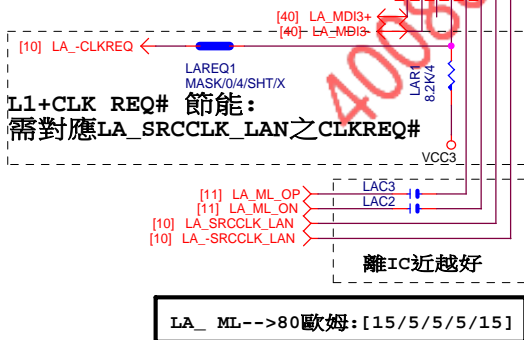 [40] LA_MDI3+
[40] LA_MDI3-
[10] LA_-CLKREQ
LAREQ1
MASK/0/4/SHT/X
LAR1
8.2K/4
L1+CLK REQ# 節能:
需對應LA_SRCCLK_LAN之CLKREQ#
VCC3
[11] LA_ML_OP
LAC3
[11] LA_ML_ON
LAC2
[10] LA_SRCCLK_LAN
[10] LA_-SRCCLK_LAN
離IC近越好
LA_ ML-->80歐姆:[15/5/5/5/15]